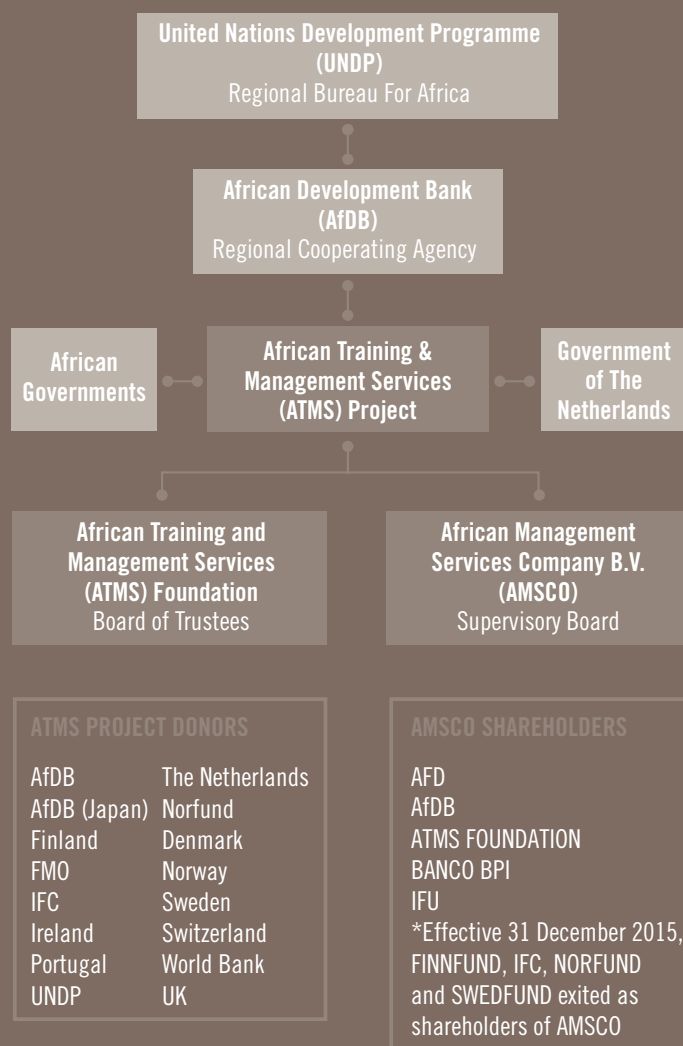 United Nations Development Programme
(UNDP)
Regional Bureau For Africa
African Development Bank
(AfDB)
Regional Cooperating Agency
African
Governments
African Training &
Management Services
(ATMS) Project
Government
of The
Netherlands
African Training and
Management Services
(ATMS) Foundation
Board of Trustees
African Management
Services Company B.V.
(AMSCO)
Supervisory Board
ATMS PROJECT DONORS
AfDB
AfDB (Japan)
Finland
FMO
IFC
Ireland
Portugal
UNDP
The Netherlands
Norfund
Denmark
Norway
Sweden
Switzerland
World Bank
UK
AMSCO SHAREHOLDERS
AFD
AfDB
ATMS FOUNDATION
BANCO BPI
IFU
*Effective 31 December 2015,
FINNFUND, IFC, NORFUND
and SWEDFUND exited as
shareholders of AMSCO